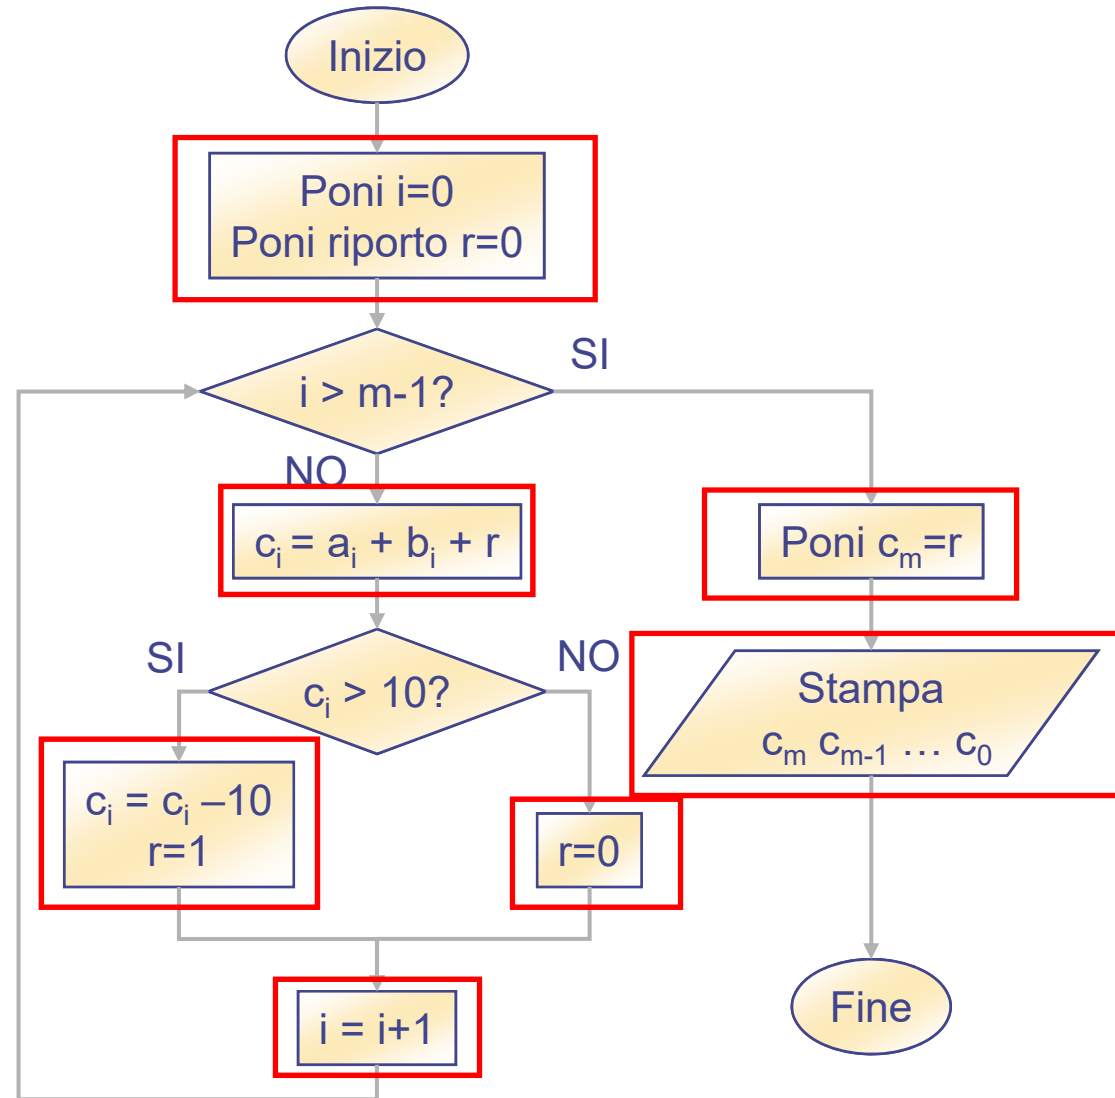 Inizio
Poni i=0
Poni riporto r=0
i > m-1?
SI
NO
cᵢ = aᵢ + bᵢ + r
Poni cₘ=r
SI
cᵢ > 10?
NO
Stampa
cₘ cₘ₋₁ … c₀
cᵢ = cᵢ –10
r=1
r=0
i = i+1
Fine